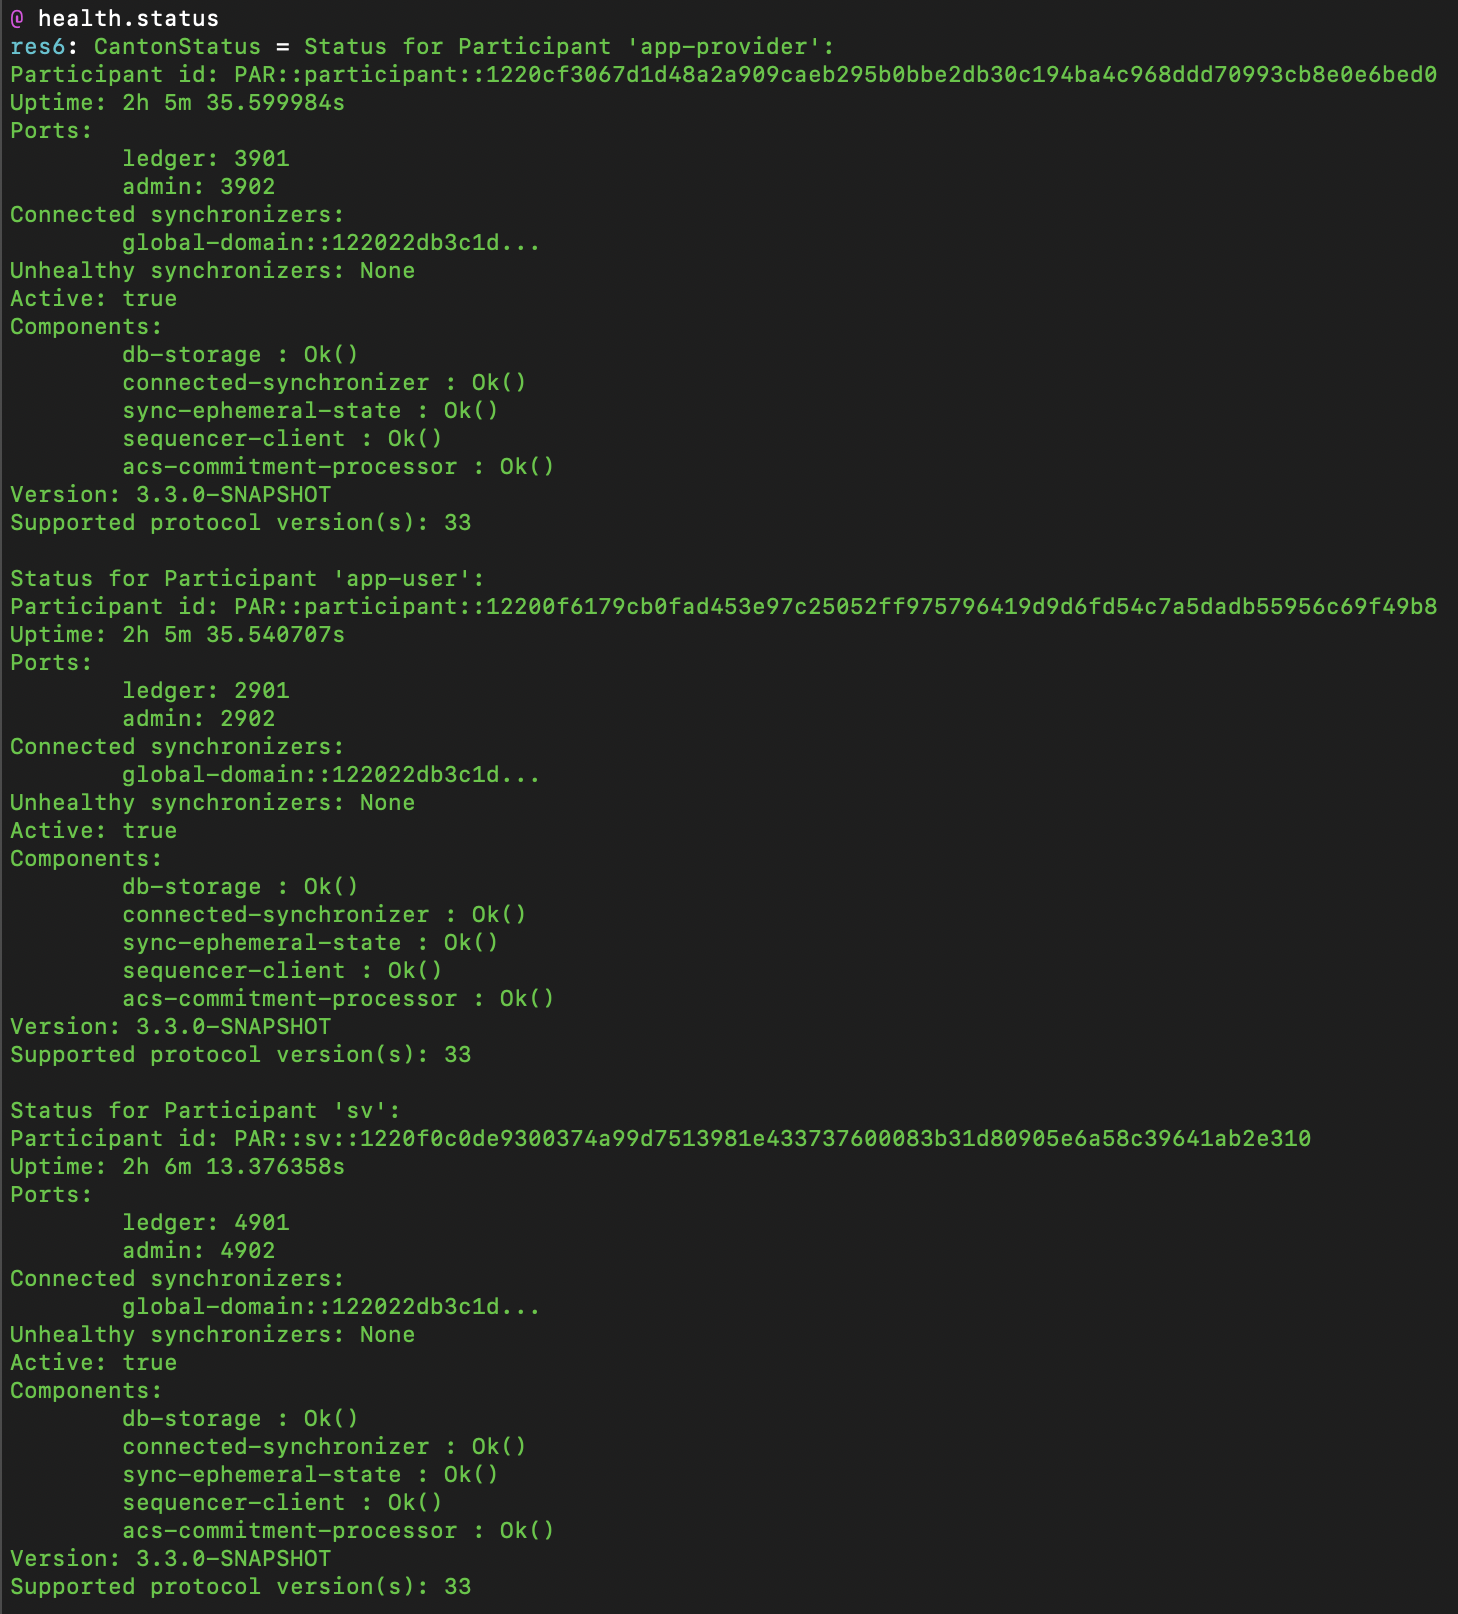 @ health.status
res6: CantonStatus = Status for Participant 'app-provider':
Participant id: PAR::participant::1220cf3067d1d48a2a909caeb295b0bbe2db30c194ba4c968ddd70993cb8e0e6bed0
Uptime: 2h 5m 35.599984s
Ports:
        ledger: 3901
        admin: 3902
Connected synchronizers:
        global-domain::122022db3c1d...
Unhealthy synchronizers: None
Active: true
Components:
        db-storage : Ok()
        connected-synchronizer : Ok()
        sync-ephemeral-state : Ok()
        sequencer-client : Ok()
        acs-commitment-processor : Ok()
Version: 3.3.0-SNAPSHOT
Supported protocol version(s): 33

Status for Participant 'app-user':
Participant id: PAR::participant::12200f6179cb0fad453e97c25052ff975796419d9d6fd54c7a5dadb55956c69f49b8
Uptime: 2h 5m 35.540707s
Ports:
        ledger: 2901
        admin: 2902
Connected synchronizers:
        global-domain::122022db3c1d...
Unhealthy synchronizers: None
Active: true
Components:
        db-storage : Ok()
        connected-synchronizer : Ok()
        sync-ephemeral-state : Ok()
        sequencer-client : Ok()
        acs-commitment-processor : Ok()
Version: 3.3.0-SNAPSHOT
Supported protocol version(s): 33

Status for Participant 'sv':
Participant id: PAR::sv::1220f0c0de9300374a99d7513981e433737600083b31d80905e6a58c39641ab2e310
Uptime: 2h 6m 13.376358s
Ports:
        ledger: 4901
        admin: 4902
Connected synchronizers:
        global-domain::122022db3c1d...
Unhealthy synchronizers: None
Active: true
Components:
        db-storage : Ok()
        connected-synchronizer : Ok()
        sync-ephemeral-state : Ok()
        sequencer-client : Ok()
        acs-commitment-processor : Ok()
Version: 3.3.0-SNAPSHOT
Supported protocol version(s): 33